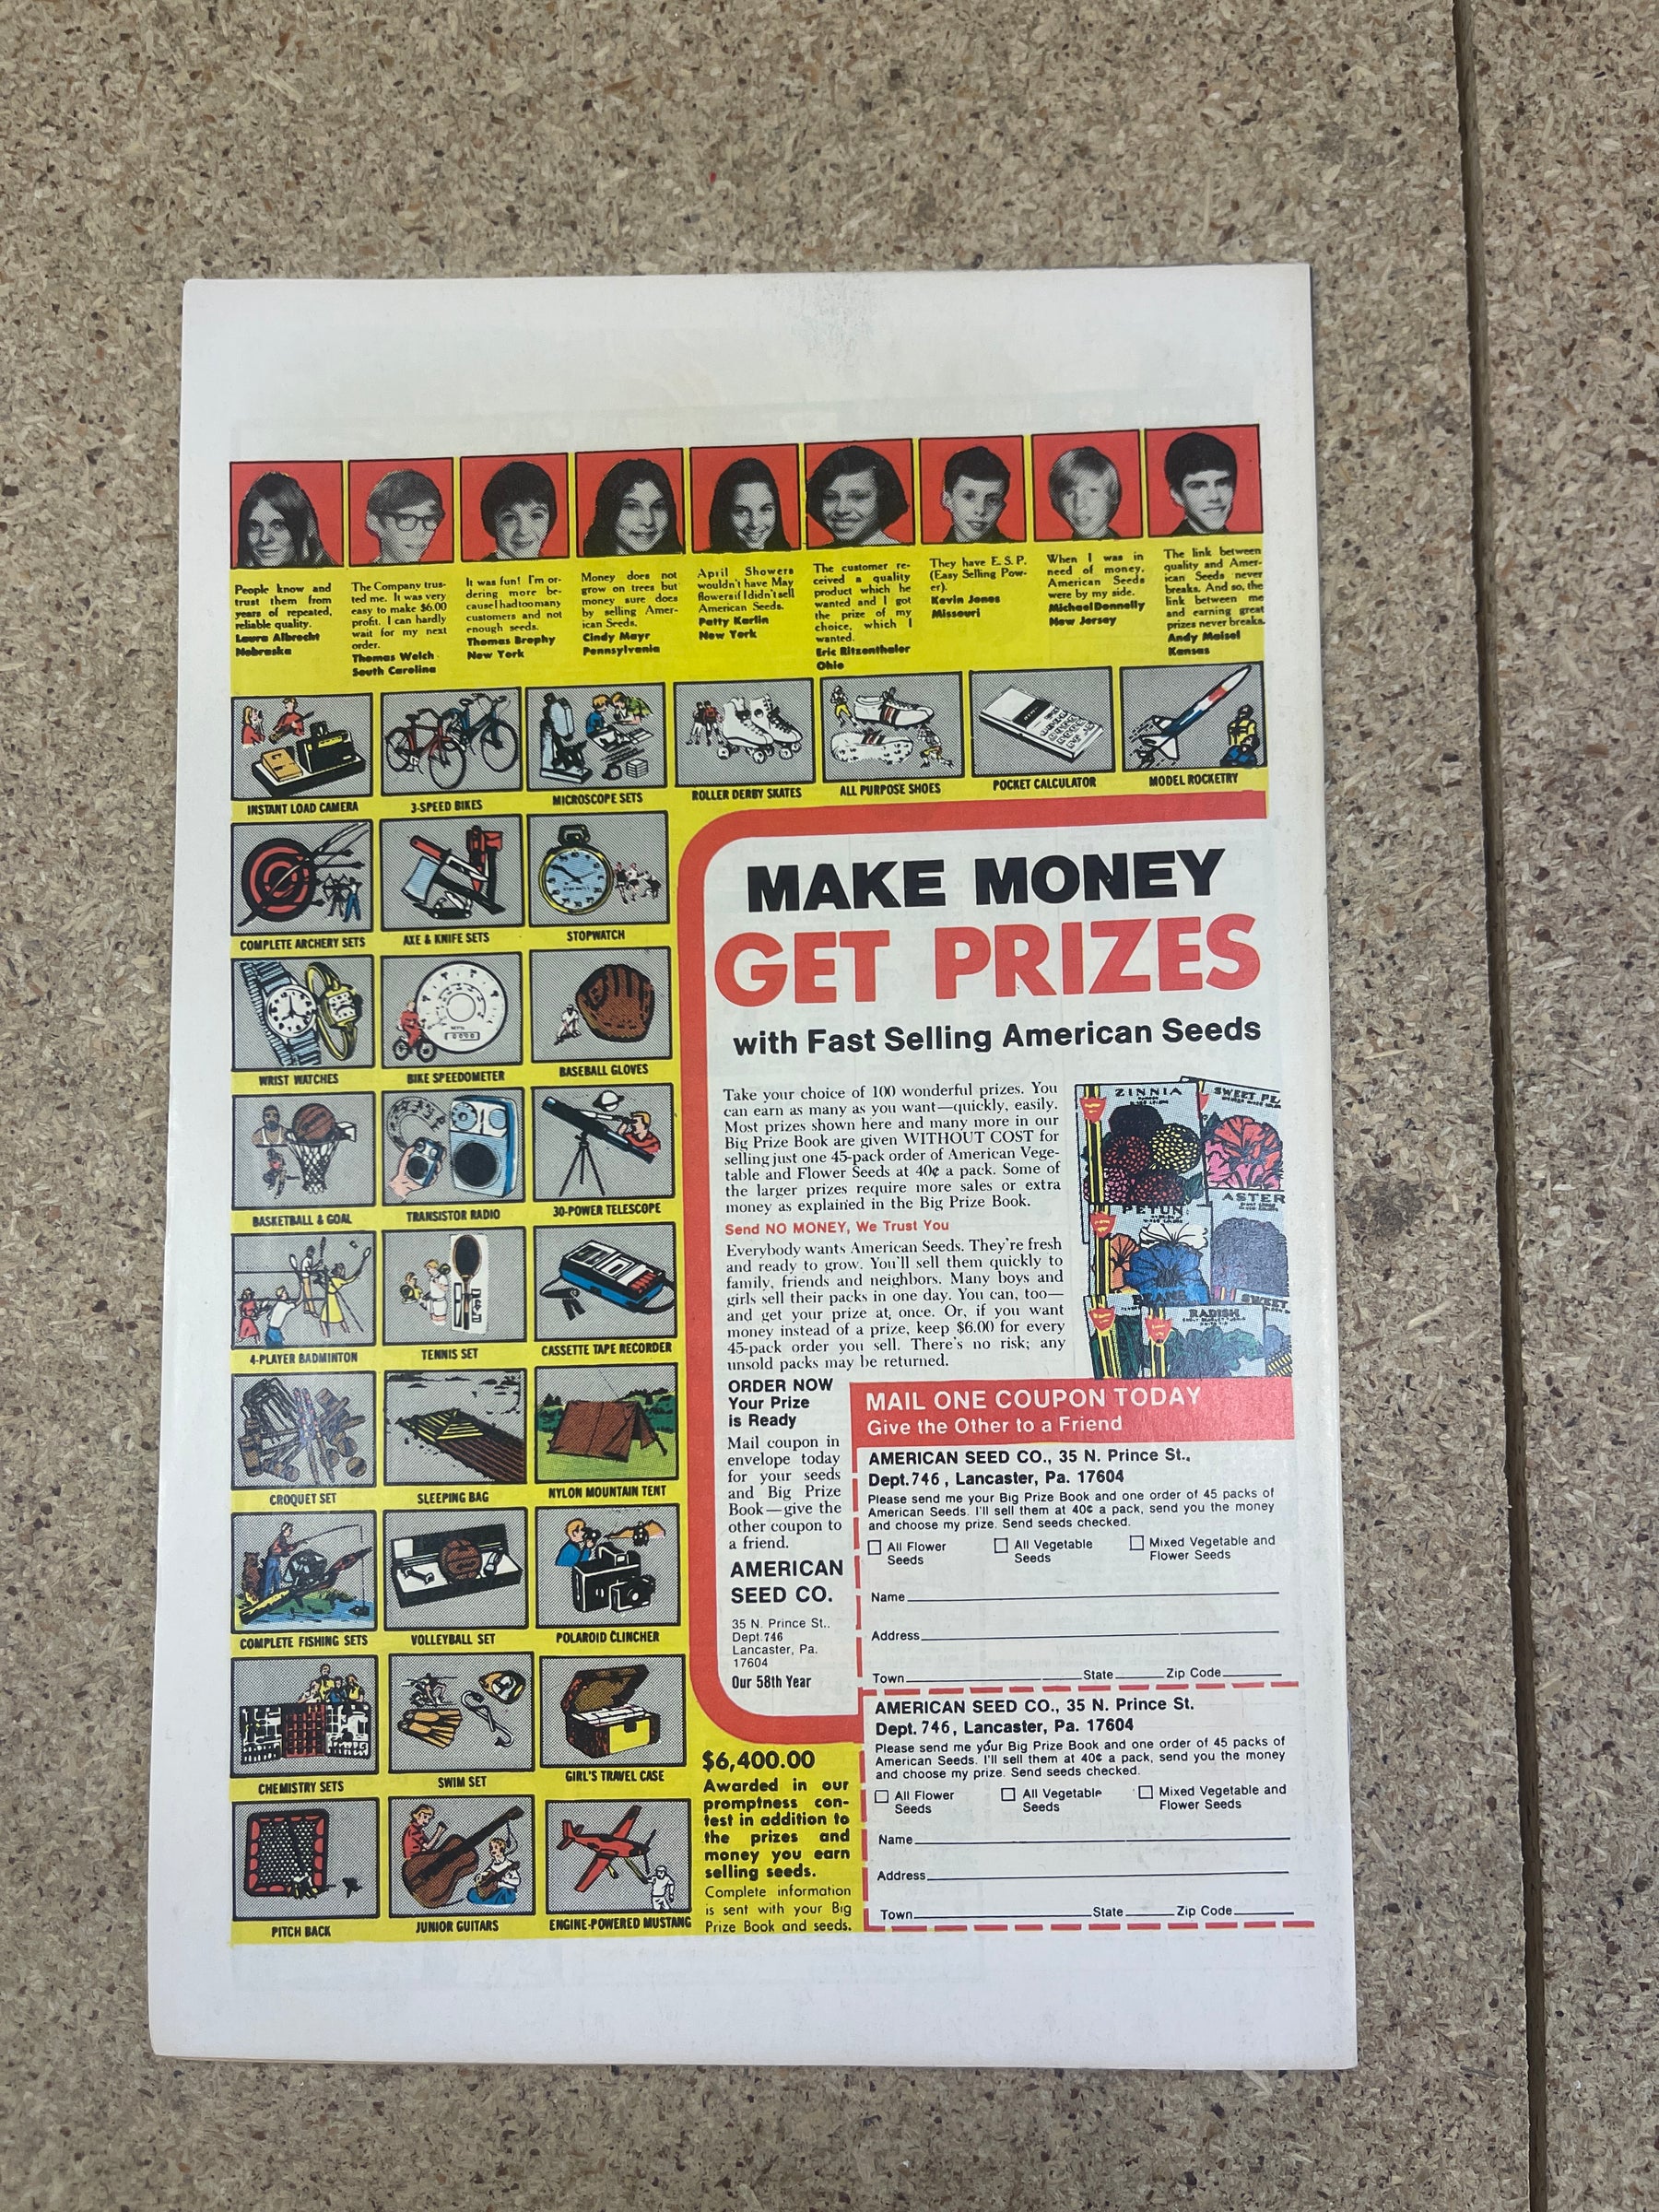 People know and
trust them from
years of repeated,
reliable quality.
Laura Albrecht
Nebraska
The Company trus-
ted me. It was very
easy to make $6.00
profit. I can hardly
wait for my next
order.
Thomas Welch
South Carolina
It was fun! I'm or-
dering more be-
cause I had too many
customers and not
enough seeds.
Thomas Brophy
New York
Money does not
grow on trees but
money sure does
by selling Amer-
ican Seeds.
Cindy Mayr
Pennsylvania
April Showers
wouldn't have May
flowers if I didn't sell
American Seeds.
Patty Karlin
New York
The customer re-
ceived a quality
product which he
wanted and I got
the prize of my
choice, which I
wanted.
Eric Ritzenthaler
Ohio
They have E. S. P.
(Easy Selling Pow-
er).
Kevin Jones
Missouri
When I was in
need of money,
American Seeds
were by my side.
Michael Donnelly
New Jersey
The link between
quality and Amer-
ican Seeds never
breaks. And so, the
link between me
and earning great
prizes never breaks.
Andy Maisel
Kansas
INSTANT LOAD CAMERA
3-SPEED BIKES
MICROSCOPE SETS
ROLLER DERBY SKATES
ALL PURPOSE SHOES
POCKET CALCULATOR
MODEL ROCKETRY
COMPLETE ARCHERY SETS
AXE & KNIFE SETS
STOPWATCH
WRIST WATCHES
BIKE SPEEDOMETER
BASEBALL GLOVES
BASKETBALL & GOAL
TRANSISTOR RADIO
30-POWER TELESCOPE
4-PLAYER BADMINTON
TENNIS SET
CASSETTE TAPE RECORDER
CROQUET SET
SLEEPING BAG
NYLON MOUNTAIN TENT
COMPLETE FISHING SETS
VOLLEYBALL SET
POLAROID CLINCHER
CHEMISTRY SETS
SWIM SET
GIRL'S TRAVEL CASE
PITCH BACK
JUNIOR GUITARS
ENGINE-POWERED MUSTANG
MAKE MONEY
GET PRIZES
with Fast Selling American Seeds
Take your choice of 100 wonderful prizes. You
can earn as many as you want—quickly, easily.
Most prizes shown here and many more in our
Big Prize Book are given WITHOUT COST for
selling just one 45-pack order of American Vege-
table and Flower Seeds at 40¢ a pack. Some of
the larger prizes require more sales or extra
money as explained in the Big Prize Book.
Send NO MONEY, We Trust You
Everybody wants American Seeds. They're fresh
and ready to grow. You'll sell them quickly to
family, friends and neighbors. Many boys and
girls sell their packs in one day. You can, too—
and get your prize at once. Or, if you want
money instead of a prize, keep $6.00 for every
45-pack order you sell. There's no risk; any
unsold packs may be returned.
ZINNIA
SWEET PE
ASTER
PETUN
BEANS
RADISH
SWEET
ORDER NOW
Your Prize
is Ready
Mail coupon in
envelope today
for your seeds
and Big Prize
Book—give the
other coupon to
a friend.
AMERICAN
SEED CO.
35 N. Prince St..
Dept. 746
Lancaster, Pa.
17604
Our 58th Year
$6,400.00
Awarded in our
promptness con-
test in addition to
the prizes and
money you earn
selling seeds.
Complete information
is sent with your Big
Prize Book and seeds.
MAIL ONE COUPON TODAY
Give the Other to a Friend
AMERICAN SEED CO., 35 N. Prince St.,
Dept. 746, Lancaster, Pa. 17604
Please send me your Big Prize Book and one order of 45 packs of
American Seeds. I'll sell them at 40¢ a pack, send you the money
and choose my prize. Send seeds checked.
All Flower
Seeds
All Vegetable
Seeds
Mixed Vegetable and
Flower Seeds
Name
Address
Town State Zip Code
AMERICAN SEED CO., 35 N. Prince St.
Dept. 746, Lancaster, Pa. 17604
Please send me your Big Prize Book and one order of 45 packs of
American Seeds. I'll sell them at 40¢ a pack, send you the money
and choose my prize. Send seeds checked.
All Flower
Seeds
All Vegetable
Seeds
Mixed Vegetable and
Flower Seeds
Name
Address
Town State Zip Code